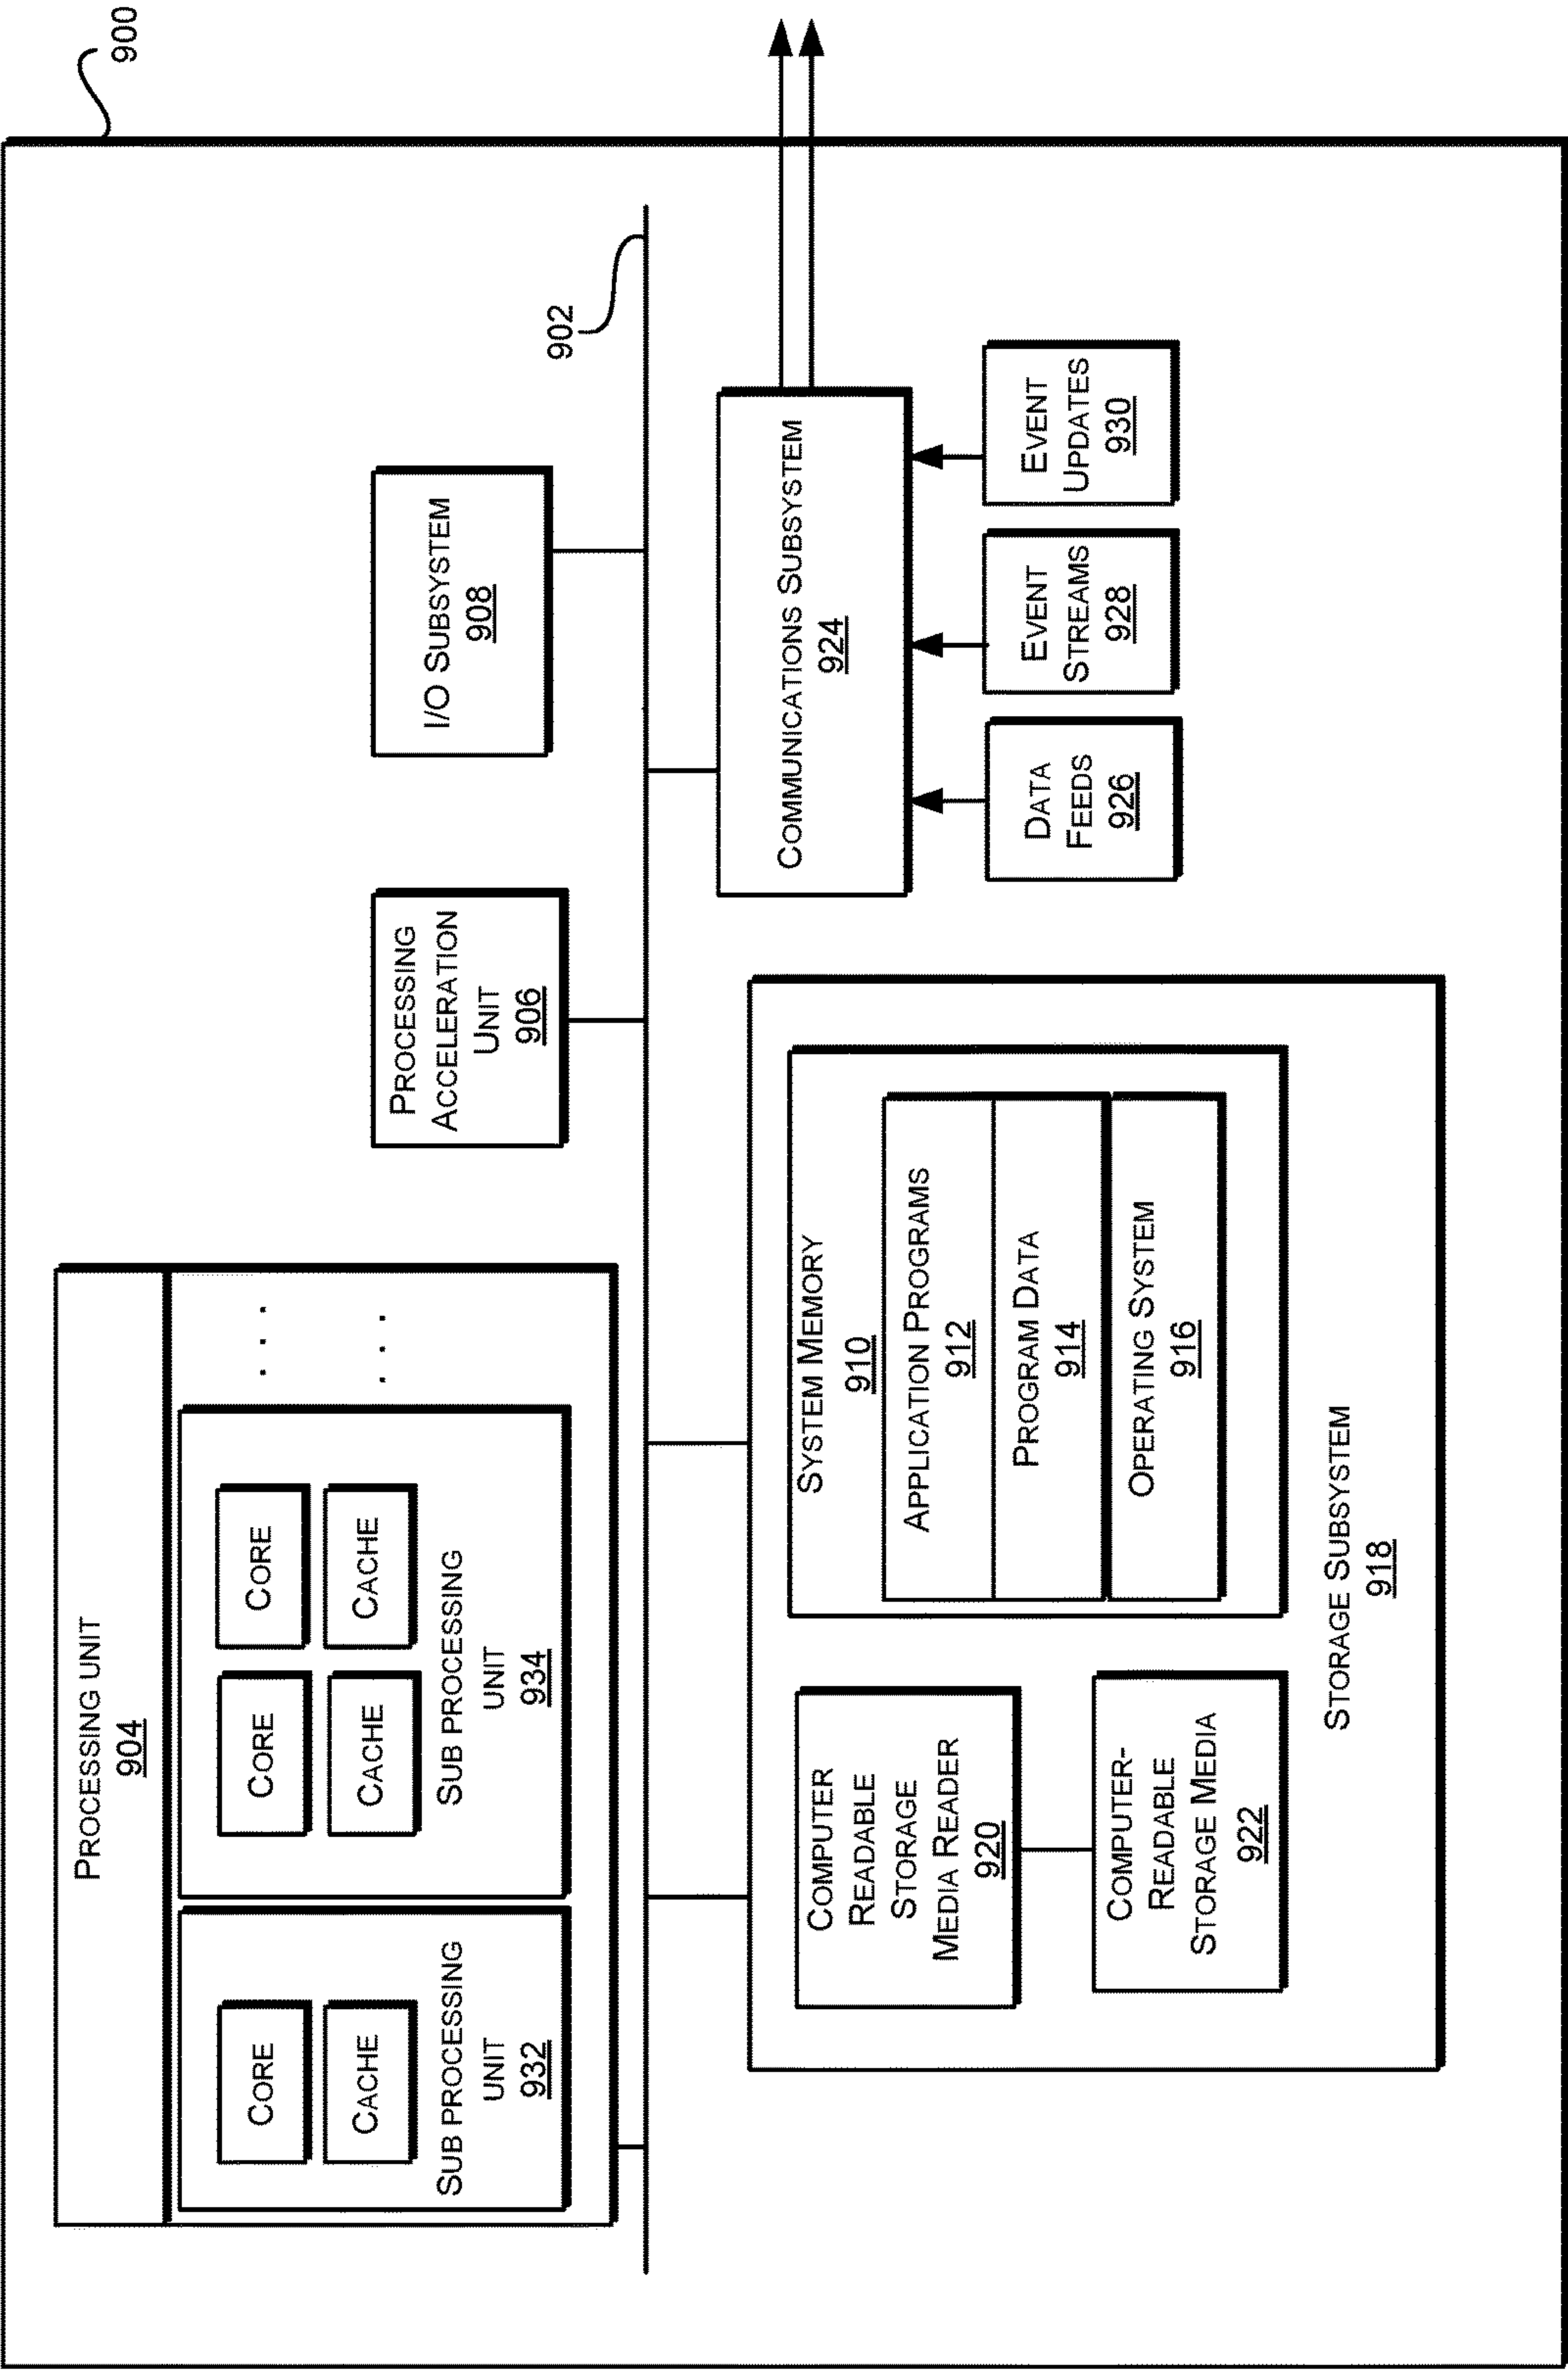 900
PROCESSING UNIT
904
CORE
CACHE
SUB PROCESSING
UNIT
932
CORE
CORE
CACHE
CACHE
SUB PROCESSING
UNIT
934
. . .
. . .
PROCESSING
ACCELERATION
UNIT
906
I/O SUBSYSTEM
908
902
COMPUTER
READABLE
STORAGE
MEDIA READER
920
COMPUTER-
READABLE
STORAGE MEDIA
922
SYSTEM MEMORY
910
APPLICATION PROGRAMS
912
PROGRAM DATA
914
OPERATING SYSTEM
916
STORAGE SUBSYSTEM
918
COMMUNICATIONS SUBSYSTEM
924
DATA
FEEDS
926
EVENT
STREAMS
928
EVENT
UPDATES
930